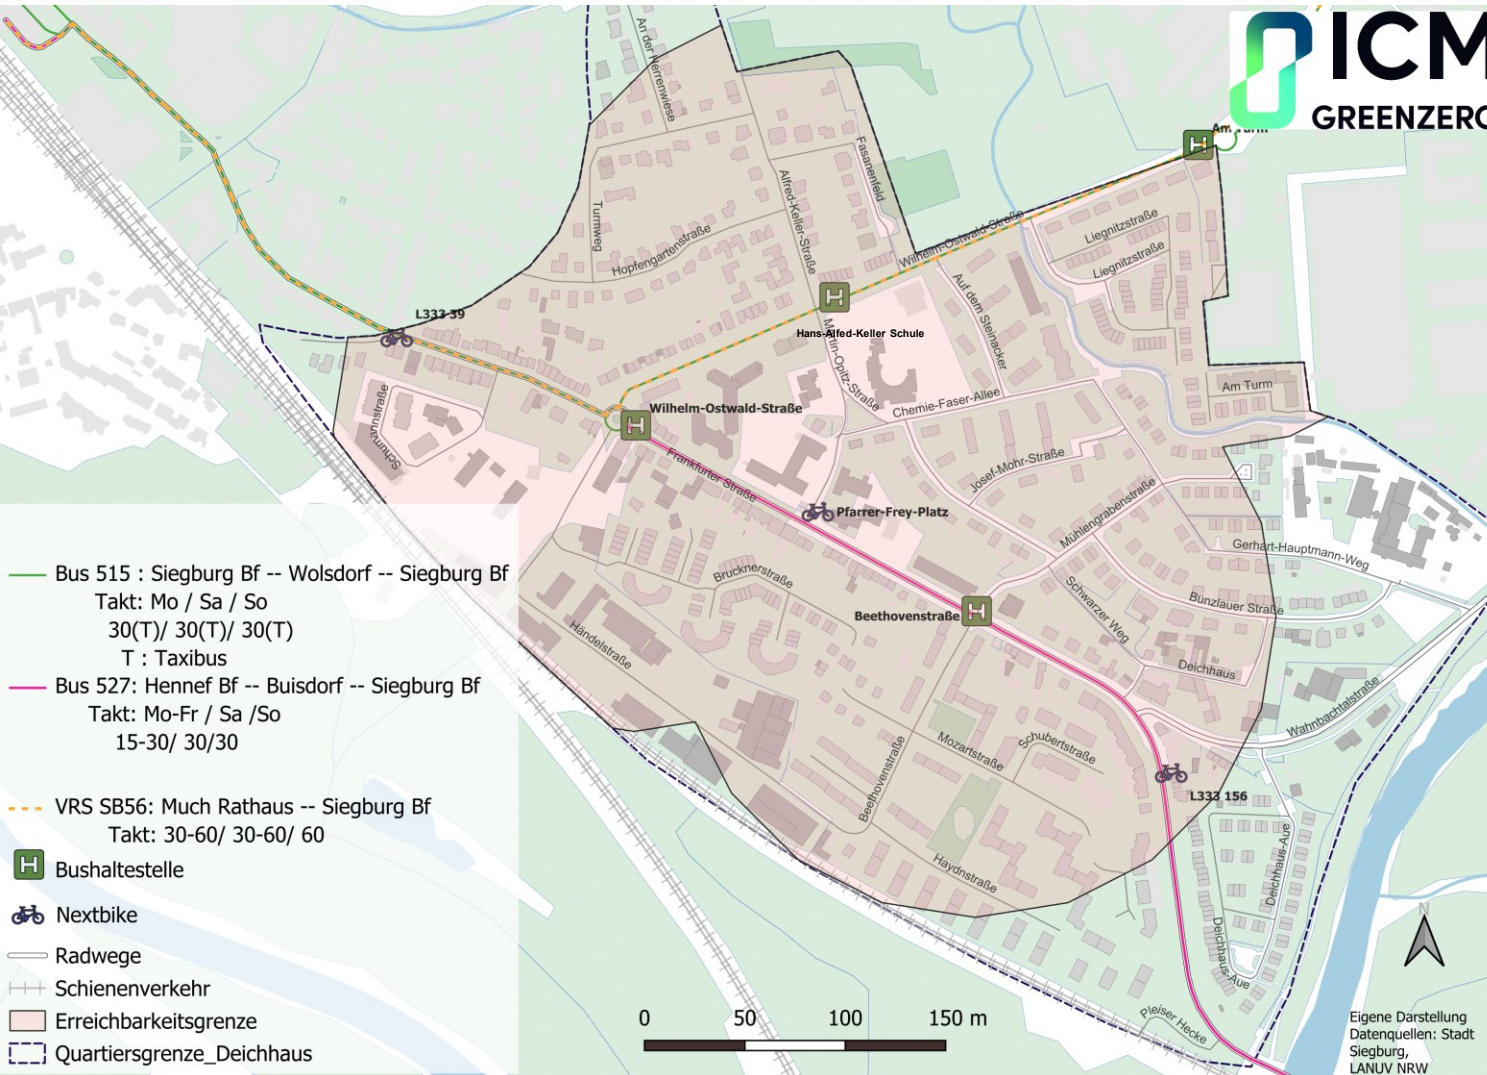 ICM
GREENZERO
Am Turm
An der Herrenwiese
Fasanenfeld
Alfred-Keller-Straße
Turmweg
Hopfengartenstraße
Wilhelm-Ostwald-Straße
Liegnitzstraße
Liegnitzstraße
Auf dem Steinacker
L333 39
Hans-Alfed-Keller Schule
Martin-Opitz-Straße
Chemie-Faser-Allee
Am Turm
Schumannstraße
Wilhelm-Ostwald-Straße
Frankfurter Straße
Josef-Mohr-Straße
Mühlengrabenstraße
Pfarrer-Frey-Platz
Gerhart-Hauptmann-Weg
Brucknerstraße
Schwarzer Weg
Bunzlauer Straße
Beethovenstraße
Händelstraße
Deichhaus
Wahnbachtalstraße
Mozartstraße
Schubertstraße
Beethovenstraße
L333 156
Haydnstraße
Deichhaus-Aue
Deichhaus-Aue
Pleiser Hecke
Bus 515 : Siegburg Bf -- Wolsdorf -- Siegburg Bf
Takt: Mo / Sa / So
30(T)/ 30(T)/ 30(T)
T : Taxibus
Bus 527: Hennef Bf -- Buisdorf -- Siegburg Bf
Takt: Mo-Fr / Sa /So
15-30/ 30/30
VRS SB56: Much Rathaus -- Siegburg Bf
Takt: 30-60/ 30-60/ 60
H Bushaltestelle
Nextbike
Radwege
Schienenverkehr
Erreichbarkeitsgrenze
Quartiersgrenze_Deichhaus
0 50 100 150 m
N
Eigene Darstellung
Datenquellen: Stadt
Siegburg,
LANUV NRW